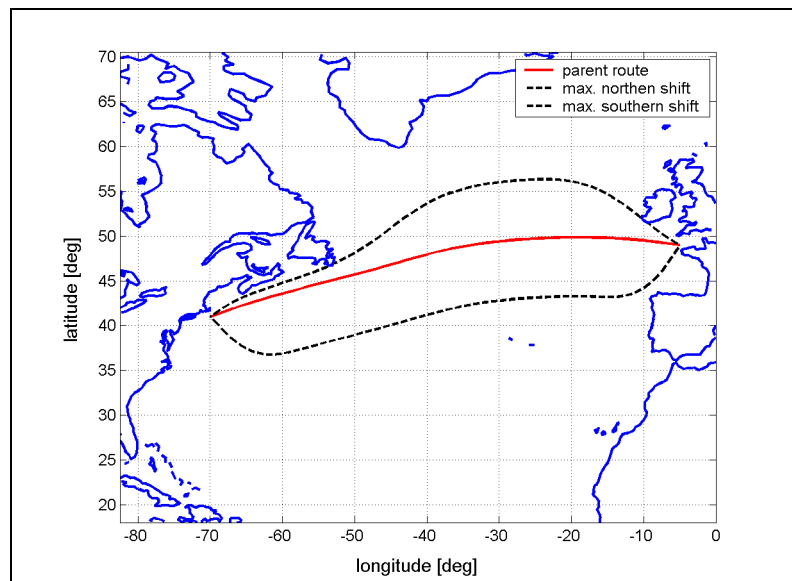 parent route
max. northen shift
max. southern shift
70
65
60
55
50
45
40
35
30
25
20
latitude [deg]
-80 -70 -60 -50 -40 -30 -20 -10 0
longitude [deg]